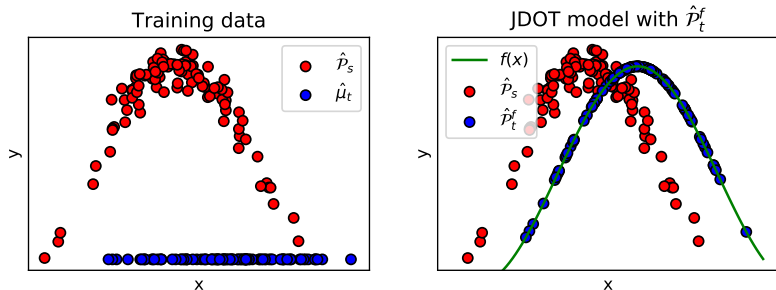 Training data
$\hat{\mathcal{P}}_s$
$\hat{\mu}_t$
y
x
JDOT model with $\hat{\mathcal{P}}_t^f$
f(x)
$\hat{\mathcal{P}}_s$
$\hat{\mathcal{P}}_t^f$
y
x